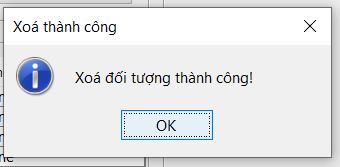 Xoá thành công
Xoá đối tượng thành công!
OK